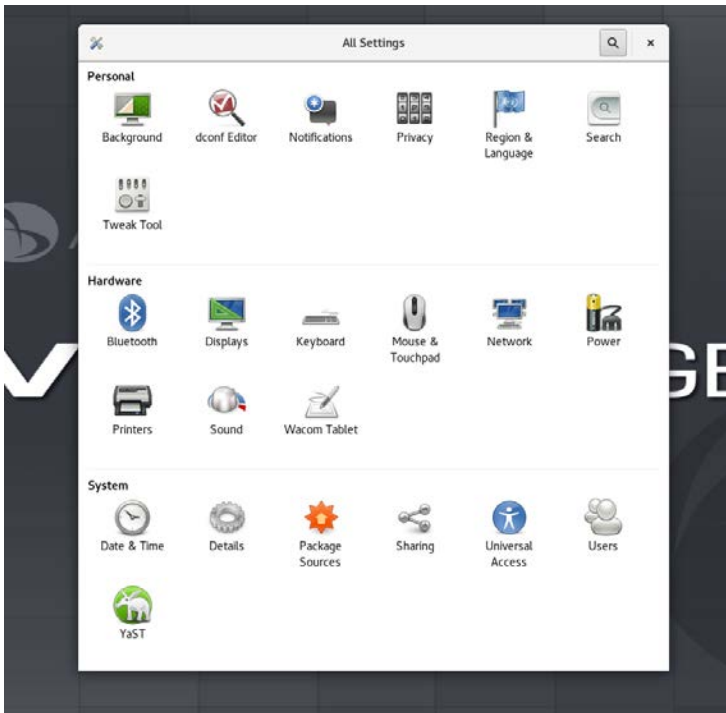 All Settings
Personal
Background
dconf Editor
Notifications
Privacy
Region &
Language
Search
Tweak Tool
Hardware
Bluetooth
Displays
Keyboard
Mouse &
Touchpad
Network
Power
Printers
Sound
Wacom Tablet
System
Date & Time
Details
Package
Sources
Sharing
Universal
Access
Users
YaST